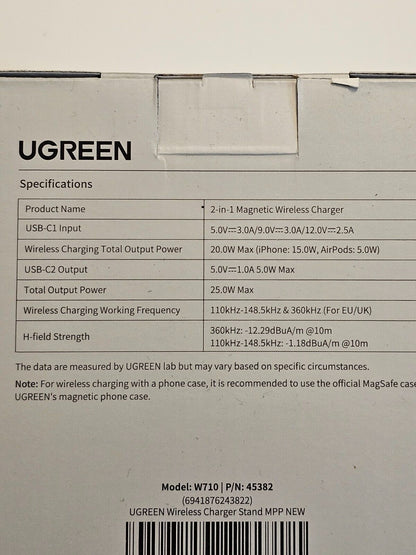 UGREEN
Specifications
Product Name 2-in-1 Magnetic Wireless Charger
USB-C1 Input 5.0V⎓3.0A/9.0V⎓3.0A/12.0V⎓2.5A
Wireless Charging Total Output Power 20.0W Max (iPhone: 15.0W, AirPods: 5.0W)
USB-C2 Output 5.0V⎓1.0A 5.0W Max
Total Output Power 25.0W Max
Wireless Charging Working Frequency 110kHz-148.5kHz & 360kHz (For EU/UK)
H-field Strength 360kHz: -12.29dBuA/m @10m
110kHz-148.5kHz: -1.18dBuA/m @10m
The data are measured by UGREEN lab but may vary based on specific circumstances.
Note: For wireless charging with a phone case, it is recommended to use the official MagSafe case
UGREEN's magnetic phone case.
Model: W710 | P/N: 45382
(6941876243822)
UGREEN Wireless Charger Stand MPP NEW